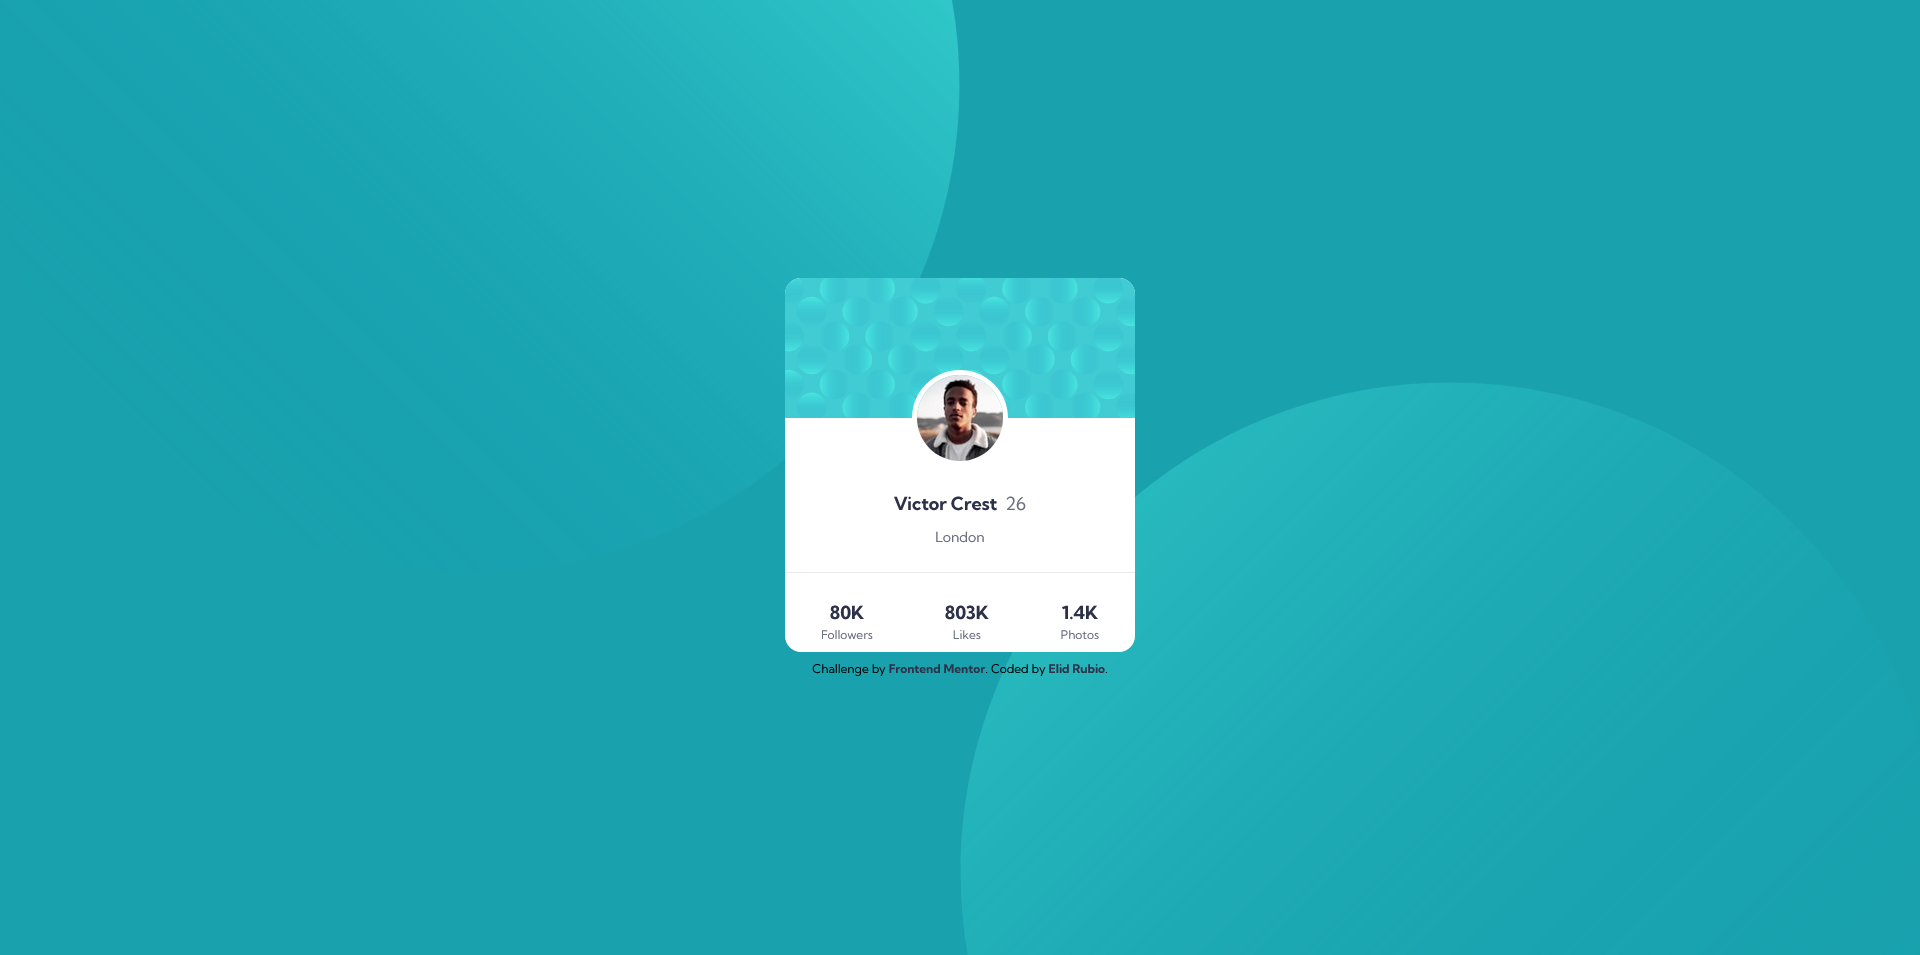 Victor Crest 26
London
80K 803K 1.4K
Followers Likes Photos
Challenge by Frontend Mentor. Coded by Elid Rubio.